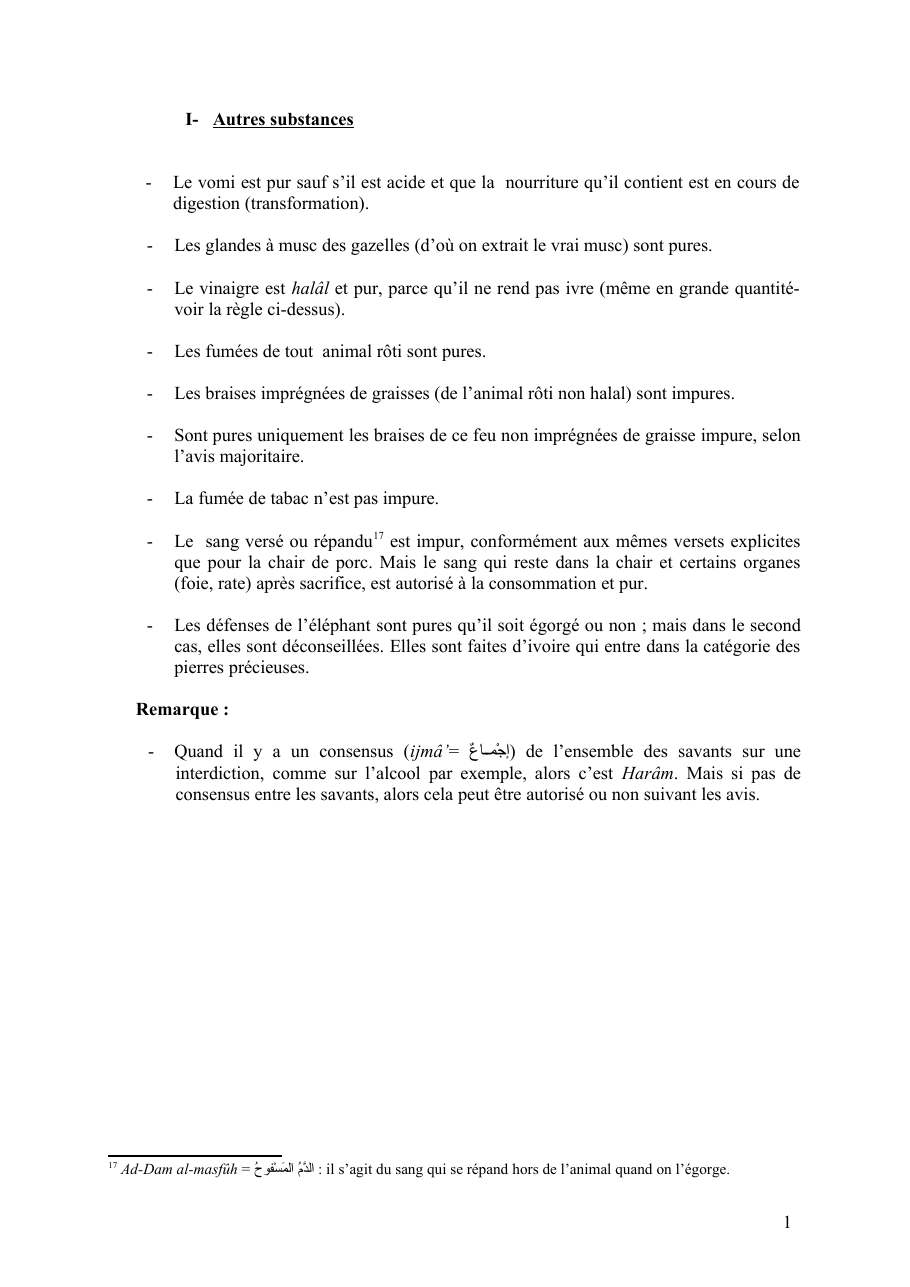 I- Autres substances
- Le vomi est pur sauf s’il est acide et que la nourriture qu’il contient est en cours de
digestion (transformation).
- Les glandes à musc des gazelles (d’où on extrait le vrai musc) sont pures.
- Le vinaigre est halâl et pur, parce qu’il ne rend pas ivre (même en grande quantité-
voir la règle ci-dessus).
- Les fumées de tout animal rôti sont pures.
- Les braises imprégnées de graisses (de l’animal rôti non halal) sont impures.
- Sont pures uniquement les braises de ce feu non imprégnées de graisse impure, selon
l’avis majoritaire.
- La fumée de tabac n’est pas impure.
- Le sang versé ou répandu17 est impur, conformément aux mêmes versets explicites
que pour la chair de porc. Mais le sang qui reste dans la chair et certains organes
(foie, rate) après sacrifice, est autorisé à la consommation et pur.
- Les défenses de l’éléphant sont pures qu’il soit égorgé ou non ; mais dans le second
cas, elles sont déconseillées. Elles sont faites d’ivoire qui entre dans la catégorie des
pierres précieuses.
Remarque :
- Quand il y a un consensus (ijmâ’= إِجْمــاعٌ) de l’ensemble des savants sur une
interdiction, comme sur l’alcool par exemple, alors c’est Harâm. Mais si pas de
consensus entre les savants, alors cela peut être autorisé ou non suivant les avis.
17 Ad-Dam al-masfûh = الدَّمُ المَسْفوحُ : il s’agit du sang qui se répand hors de l’animal quand on l’égorge.
1